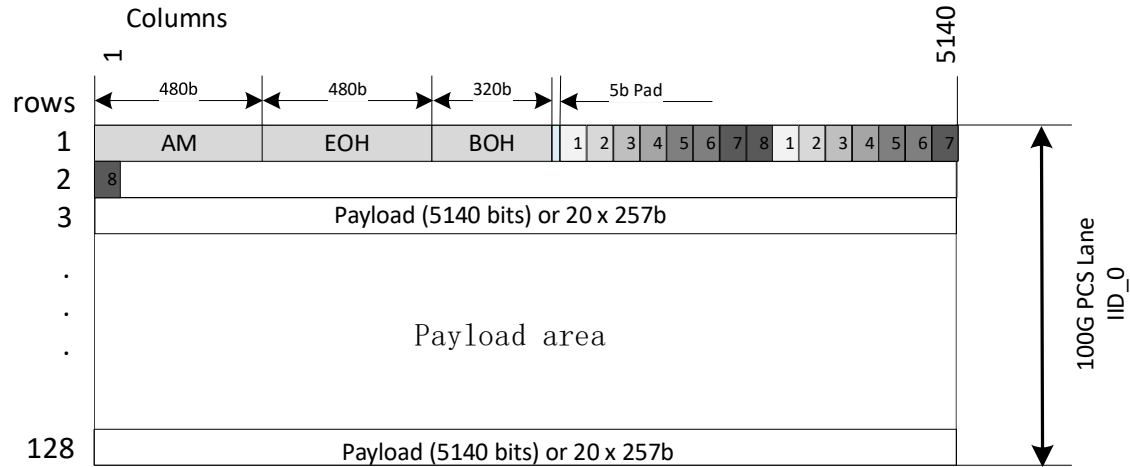 Columns
1
5140
480b 480b 320b 5b Pad
rows
1 AM EOH BOH 1 2 3 4 5 6 7 8 1 2 3 4 5 6 7
2 8
3 Payload (5140 bits) or 20 x 257b
.
.
.
Payload area
128 Payload (5140 bits) or 20 x 257b
100G PCS Lane
IID_0